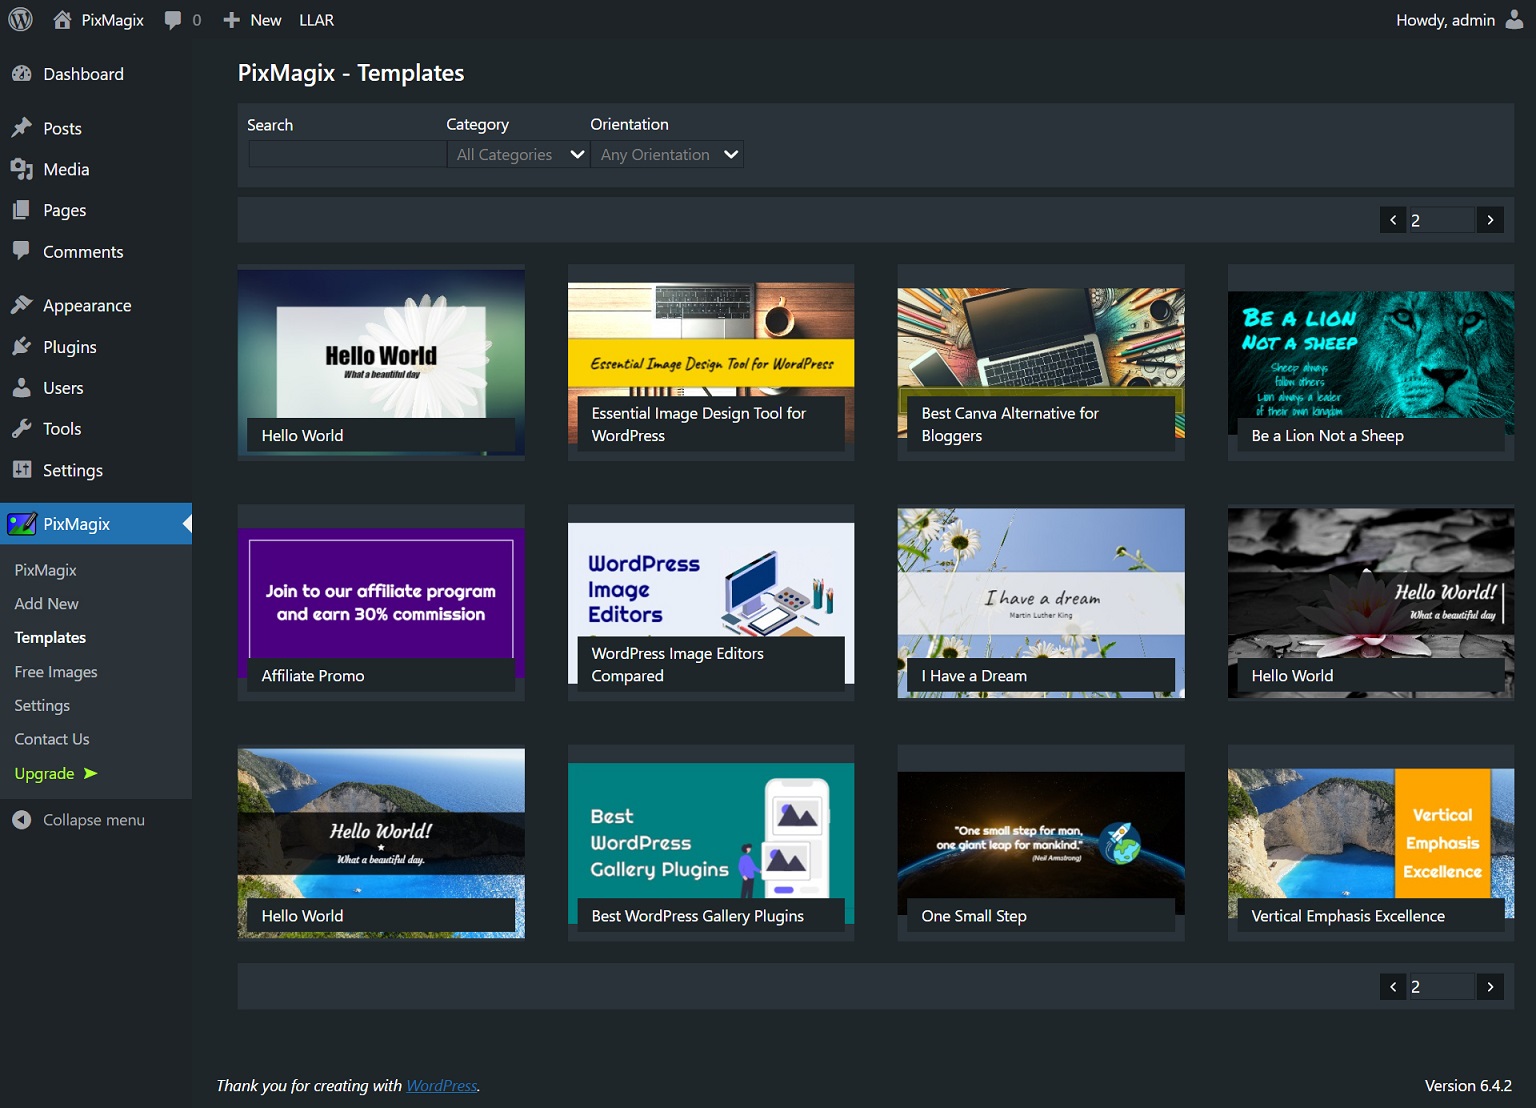 PixMagix
0
New
LLAR
Howdy, admin
Dashboard
Posts
Media
Pages
Comments
Appearance
Plugins
Users
Tools
Settings
PixMagix
PixMagix
Add New
Templates
Free Images
Settings
Contact Us
Upgrade
Collapse menu
PixMagix - Templates
Search
Category
Orientation
All Categories
Any Orientation
2
Hello World
What a beautiful day
Hello World
Essential Image Design Tool for WordPress
Essential Image Design Tool for
WordPress
Best Canva Alternative for
Bloggers
Be a lion
Not a sheep
Sheep always
follow others
Lion always a leader
of their own kingdom
Be a Lion Not a Sheep
Join to our affiliate program
and earn 30% commission
Affiliate Promo
WordPress
Image
Editors
WordPress Image Editors
Compared
I have a dream
Martin Luther King
I Have a Dream
Hello World!
What a beautiful day
Hello World
Hello World!
What a beautiful day.
Hello World
Best
WordPress
Gallery Plugins
Best WordPress Gallery Plugins
"One small step for man,
one giant leap for mankind."
(Neil Armstrong)
One Small Step
Vertical
Emphasis
Excellence
Vertical Emphasis Excellence
2
Thank you for creating with WordPress.
Version 6.4.2